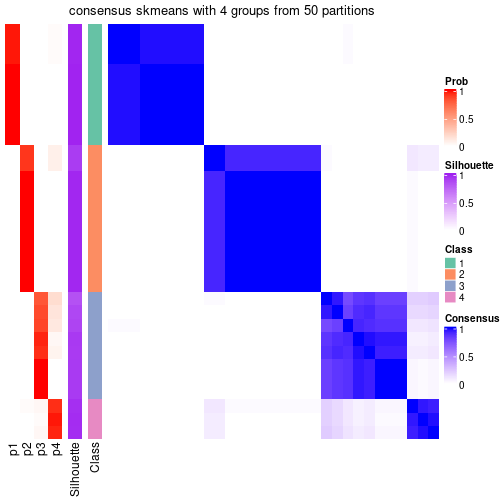 consensus skmeans with 4 groups from 50 partitions
Prob
1
0.5
0
Silhouette
1
0.5
0
Class
1
2
3
4
Consensus
1
0.5
0
p1
p2
p3
p4
Silhouette
Class